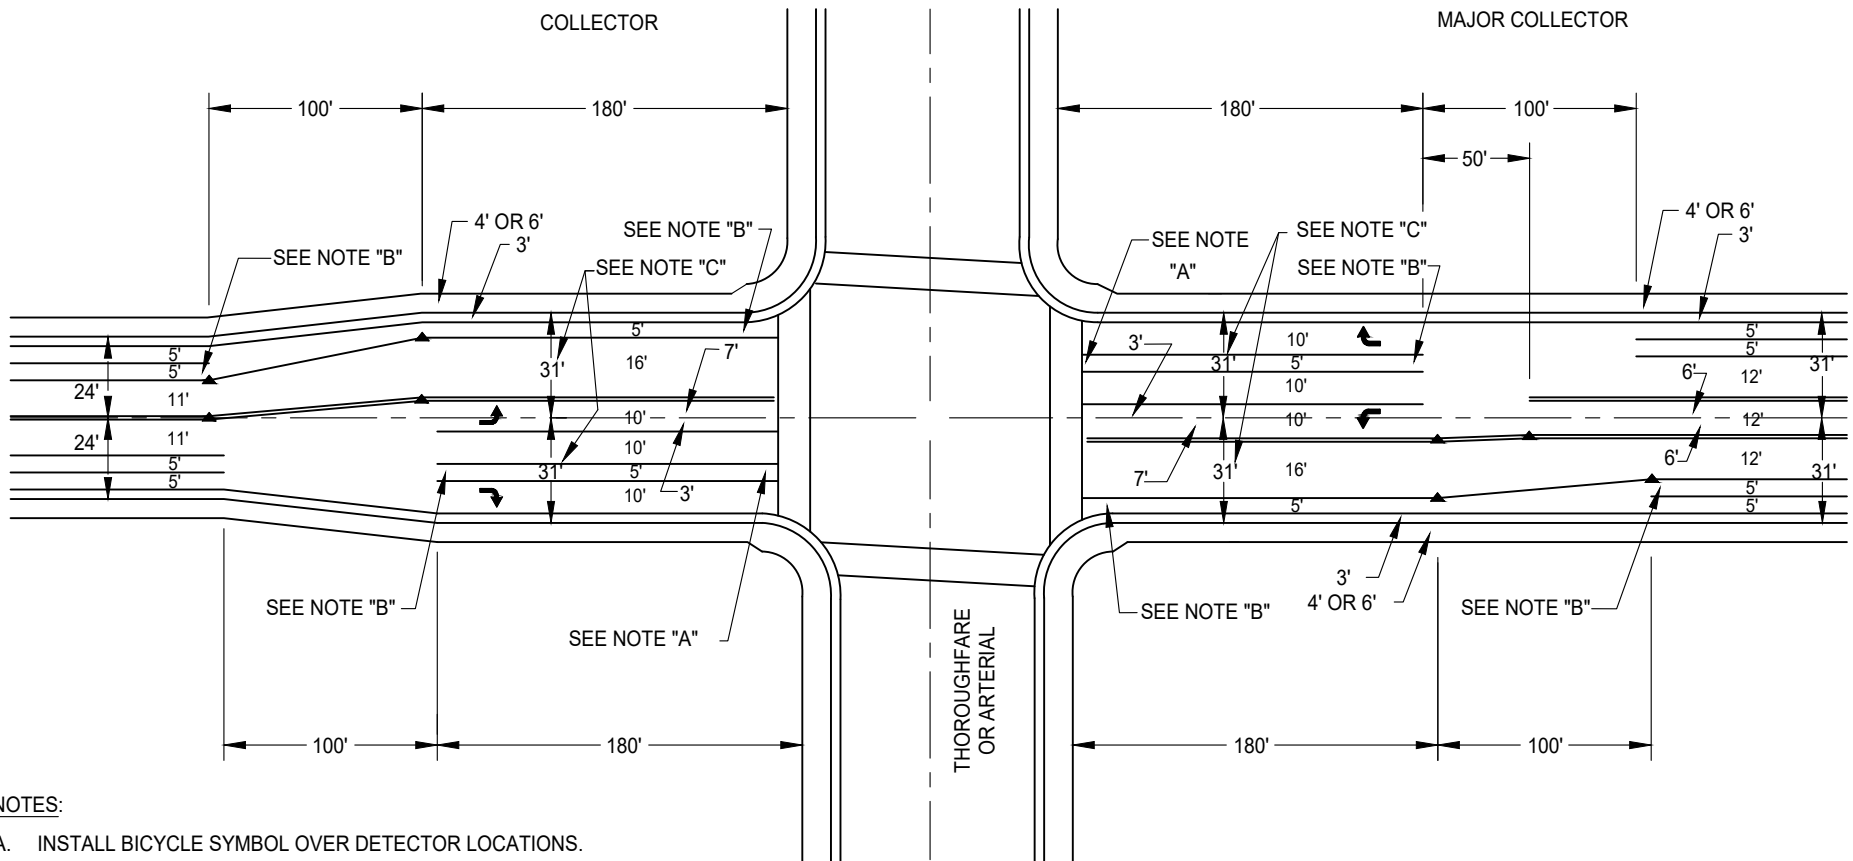 COLLECTOR
MAJOR COLLECTOR
100'
180'
180'
100'
50'
4' OR 6'
3'
SEE NOTE "B"
SEE NOTE "B"
SEE NOTE "C"
SEE NOTE
"A"
SEE NOTE "C"
SEE NOTE "B"
4' OR 6'
3'
5'
5'
24'
11'
24'
11'
5'
5'
5'
31'
16'
7'
10'
10'
31'
5'
10'
3'
3'
10'
31'
5'
10'
10'
7'
31'
16'
5'
5'
5'
31'
6'
12'
12'
6'
12'
31'
5'
5'
SEE NOTE "B"
SEE NOTE "A"
SEE NOTE "B"
3'
4' OR 6'
SEE NOTE "B"
THOROUGHFARE
OR ARTERIAL
100'
180'
180'
100'
NOTES:
A. INSTALL BICYCLE SYMBOL OVER DETECTOR LOCATIONS.